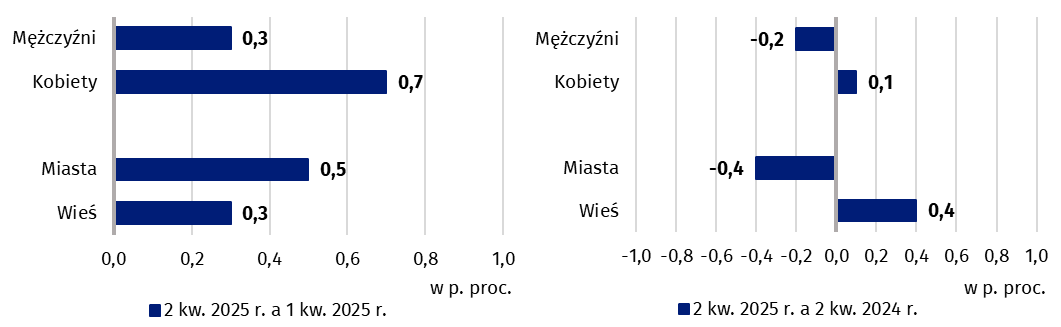 Mężczyźni 0,3
Kobiety 0,7
Miasta 0,5
Wieś 0,3
0,0 0,2 0,4 0,6 0,8 1,0
w p. proc.
2 kw. 2025 r. a 1 kw. 2025 r.
Mężczyźni -0,2
Kobiety 0,1
Miasta -0,4
Wieś 0,4
-1,0 -0,8 -0,6 -0,4 -0,2 0,0 0,2 0,4 0,6 0,8 1,0
w p. proc.
2 kw. 2025 r. a 2 kw. 2024 r.